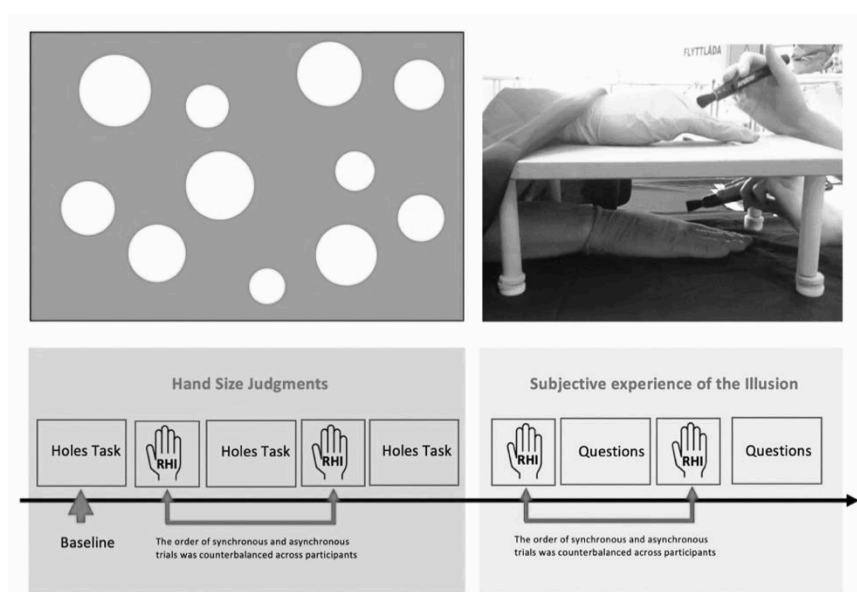 FLYTTLÅDA
Hand Size Judgments
Subjective experience of the Illusion
Holes Task
RHI
Holes Task
RHI
Holes Task
RHI
Questions
RHI
Questions
Baseline
The order of synchronous and asynchronous
trials was counterbalanced across participants
The order of synchronous and asynchronous
trials was counterbalanced across participants